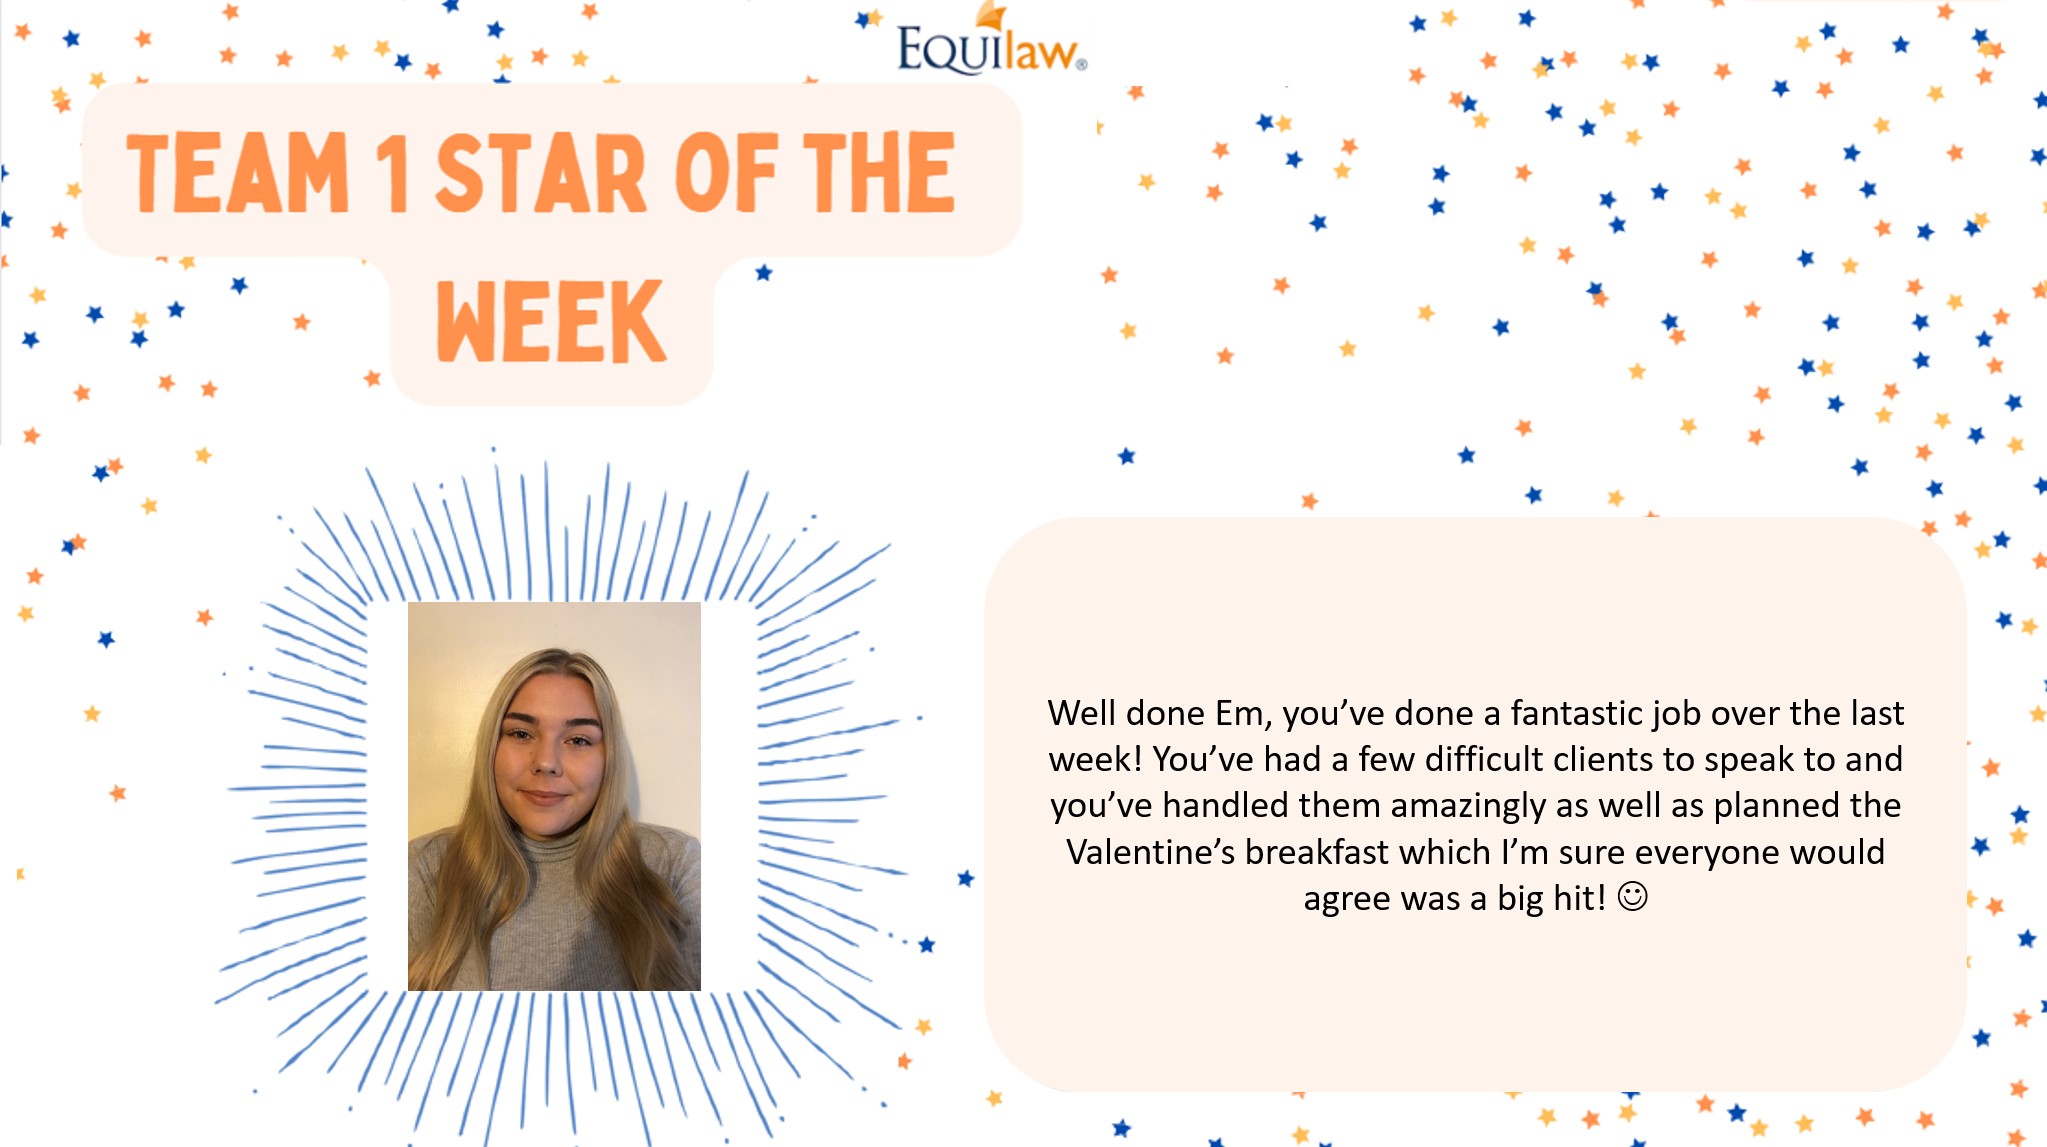 EQUIlaw®
TEAM 1 STAR OF THE
WEEK
Well done Em, you’ve done a fantastic job over the last
week! You’ve had a few difficult clients to speak to and
you’ve handled them amazingly as well as planned the
Valentine’s breakfast which I’m sure everyone would
agree was a big hit! ☺